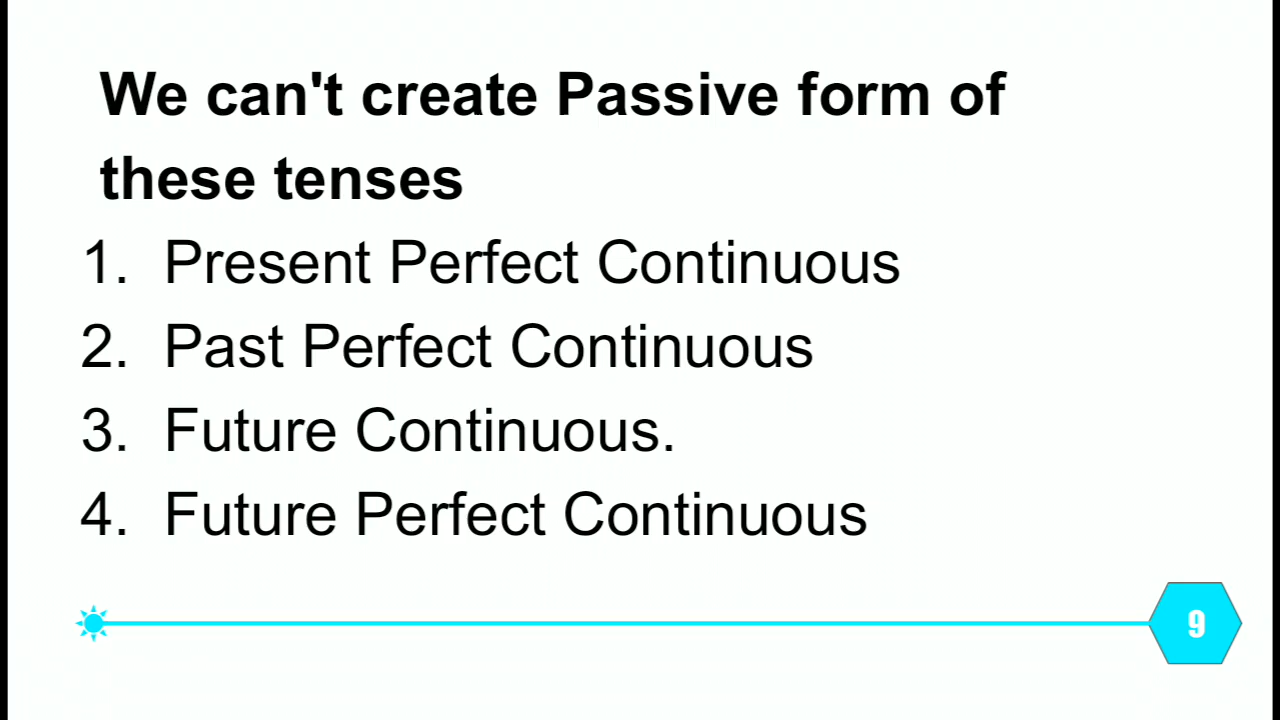 We can't create Passive form of
these tenses
1. Present Perfect Continuous
2. Past Perfect Continuous
3. Future Continuous.
4. Future Perfect Continuous
9